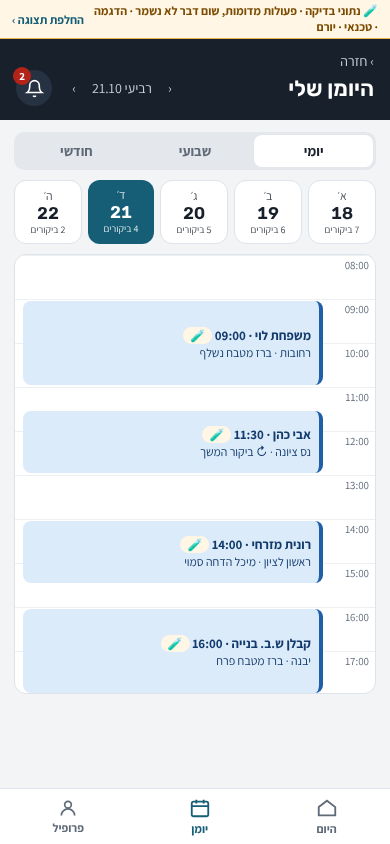 🧪 נתוני בדיקה · פעולות מדומות, שום דבר לא נשמר · הדגמה
· טכנאי · יורם
החלפת תצוגה ›
› חזרה
היומן שלי
› רביעי 21.10 ‹
2
יומי
שבועי
חודשי
א׳
18
7 ביקורים
ב׳
19
6 ביקורים
ג׳
20
5 ביקורים
ד׳
21
4 ביקורים
ה׳
22
2 ביקורים
08:00
09:00
משפחת לוי · 09:00 🧪
רחובות · ברז מטבח נשלף
10:00
11:00
אבי כהן · 11:30 🧪
נס ציונה · ↻ ביקור המשך
12:00
13:00
14:00
רונית מזרחי · 14:00 🧪
ראשון לציון · מיכל הדחה סמוי
15:00
16:00
קבלן ש.ב. בנייה · 16:00 🧪
יבנה · ברז מטבח פרח
17:00
היום
יומן
פרופיל